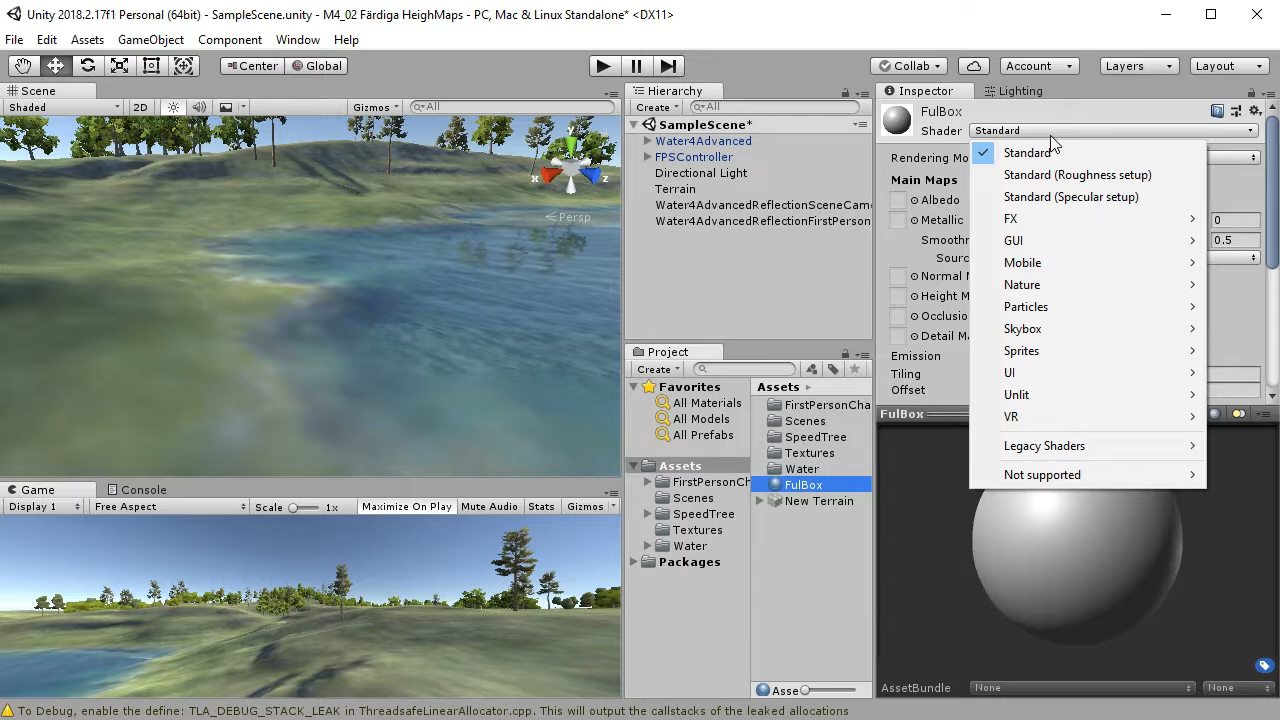 Unity 2018.2.17f1 Personal (64bit) - SampleScene.unity - M4_02 Färdiga HeighMaps - PC, Mac & Linux Standalone* <DX11>
File Edit Assets GameObject Component Window Help
Center Global Collab Account Layers Layout
Scene
Shaded 2D Gizmos All
y
x z
Persp
Hierarchy
Create All
SampleScene*
Water4Advanced
FPSController
Directional Light
Terrain
Water4AdvancedReflectionSceneCam
Water4AdvancedReflectionFirstPerson
Inspector Lighting
FulBox
Shader Standard
Rendering Mo
Main Maps
Albedo
Metallic 0
Smoothn 0.5
Sourc
Normal M
Height M
Occlusio
Detail Ma
Emission
Tiling
Offset
Standard
Standard (Roughness setup)
Standard (Specular setup)
FX
GUI
Mobile
Nature
Particles
Skybox
Sprites
UI
Unlit
VR
Legacy Shaders
Not supported
Project
Create
Favorites
All Materials
All Models
All Prefabs
Assets
FirstPersonCh
Scenes
SpeedTree
Textures
Water
Packages
Assets
FirstPersonCha
Scenes
SpeedTree
Textures
Water
FulBox
New Terrain
Asse
Game Console
Display 1 Free Aspect Scale 1x Maximize On Play Mute Audio Stats Gizmos
FulBox
AssetBundle None None
To Debug, enable the define: TLA_DEBUG_STACK_LEAK in ThreadsafeLinearAllocator.cpp. This will output the callstacks of the leaked allocations